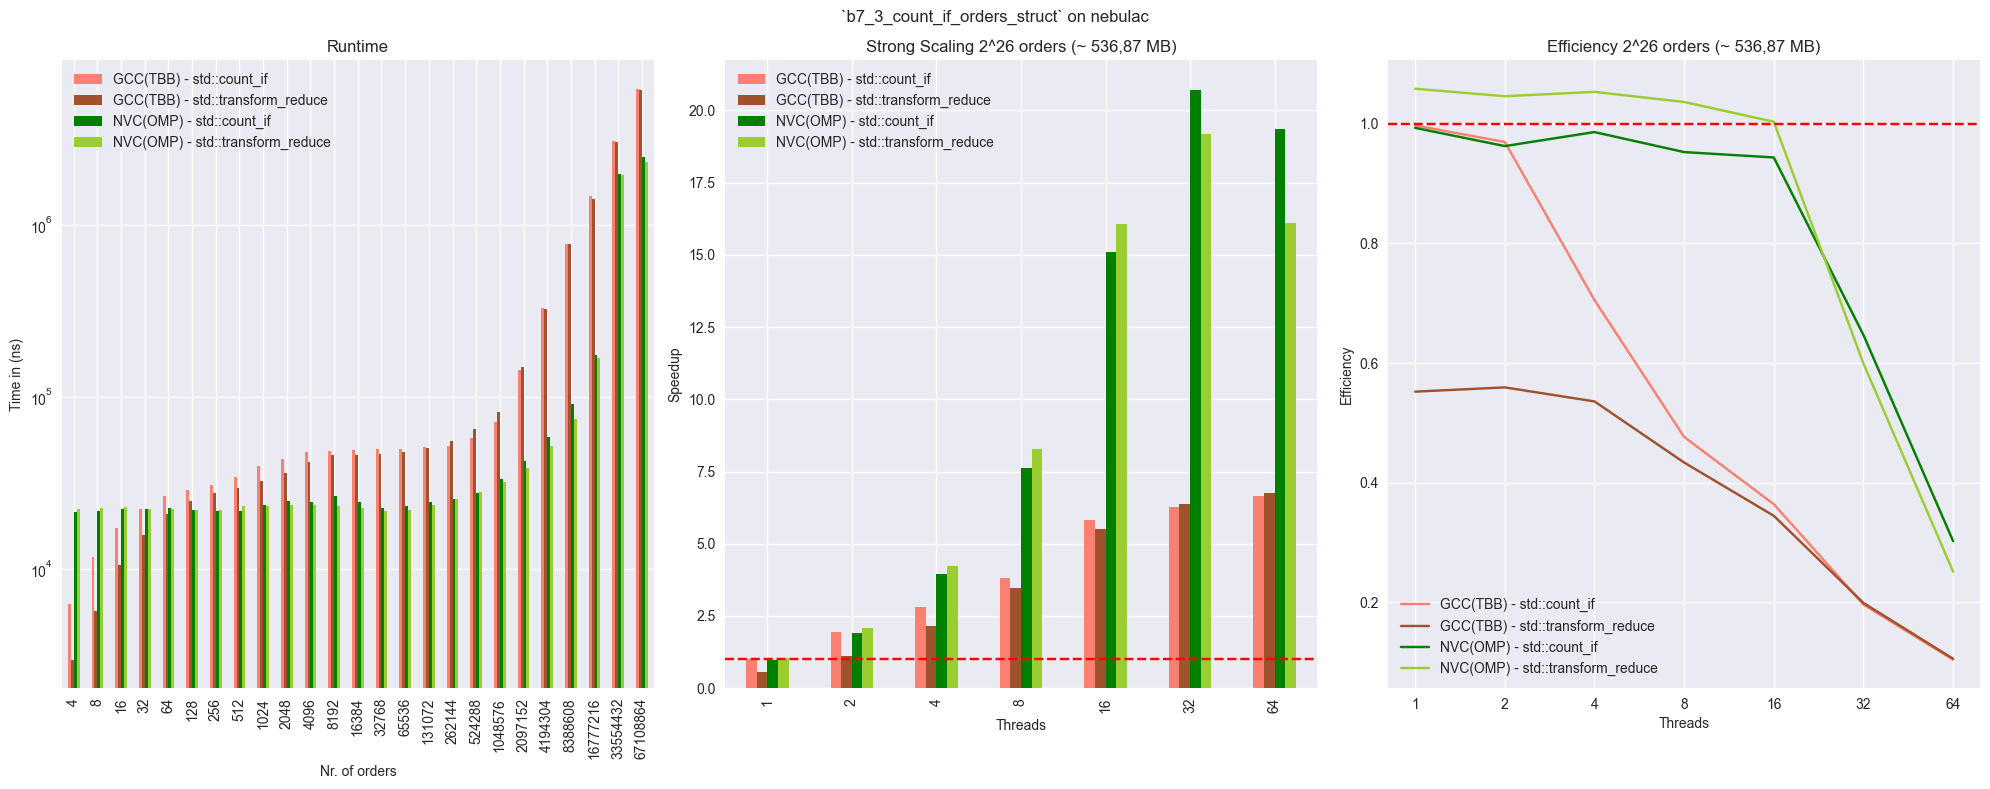 `b7_3_count_if_orders_struct` on nebulac
Runtime
GCC(TBB) - std::count_if
GCC(TBB) - std::transform_reduce
NVC(OMP) - std::count_if
NVC(OMP) - std::transform_reduce
Time in (ns)
10^6
10^5
10^4
4
8
16
32
64
128
256
512
1024
2048
4096
8192
16384
32768
65536
131072
262144
524288
1048576
2097152
4194304
8388608
16777216
33554432
67108864
Nr. of orders
Strong Scaling 2^26 orders (~ 536,87 MB)
GCC(TBB) - std::count_if
GCC(TBB) - std::transform_reduce
NVC(OMP) - std::count_if
NVC(OMP) - std::transform_reduce
Speedup
20.0
17.5
15.0
12.5
10.0
7.5
5.0
2.5
0.0
1
2
4
8
16
32
64
Threads
Efficiency 2^26 orders (~ 536,87 MB)
Efficiency
1.0
0.8
0.6
0.4
0.2
GCC(TBB) - std::count_if
GCC(TBB) - std::transform_reduce
NVC(OMP) - std::count_if
NVC(OMP) - std::transform_reduce
1
2
4
8
16
32
64
Threads